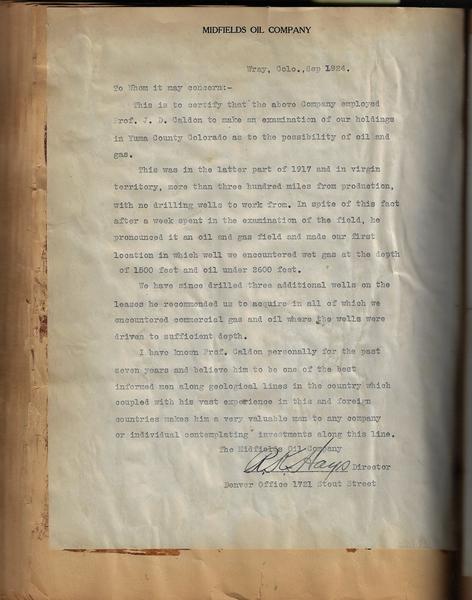 MIDFIELDS OIL COMPANY
Wray, Colo.,Sep 1924.
To Whom it may concern:-
This is to certify that the above Company employed
Prof. J. D. Caldon to make an examination of our holdings
in Yuma County Colorado as to the possibility of oil and
gas.
This was in the latter part of 1917 and in virgin
territory, more than three hundred miles from production,
with no drilling wells to work from. In spite of this fact
after a week spent in the examination of the field, he
pronounced it an oil and gas field and made our first
location in which well we encountered wet gas at the depth
of 1500 feet and oil under 2600 feet.
We have since drilled three additional wells on the
leases he recommended us to acquire in all of which we
encountered commercial gas and oil where the wells were
driven to sufficient depth.
I have known Prof. Caldon personally for the past
seven years and believe him to be one of the best
informed men along geological lines in the country which
coupled with his vast experience in this and foreign
countries makes him a very valuable man to any company
or individual contemplating investments along this line.
The Midfields Oil Company
R. K. Hays Director
Denver Office 1721 Stout Street